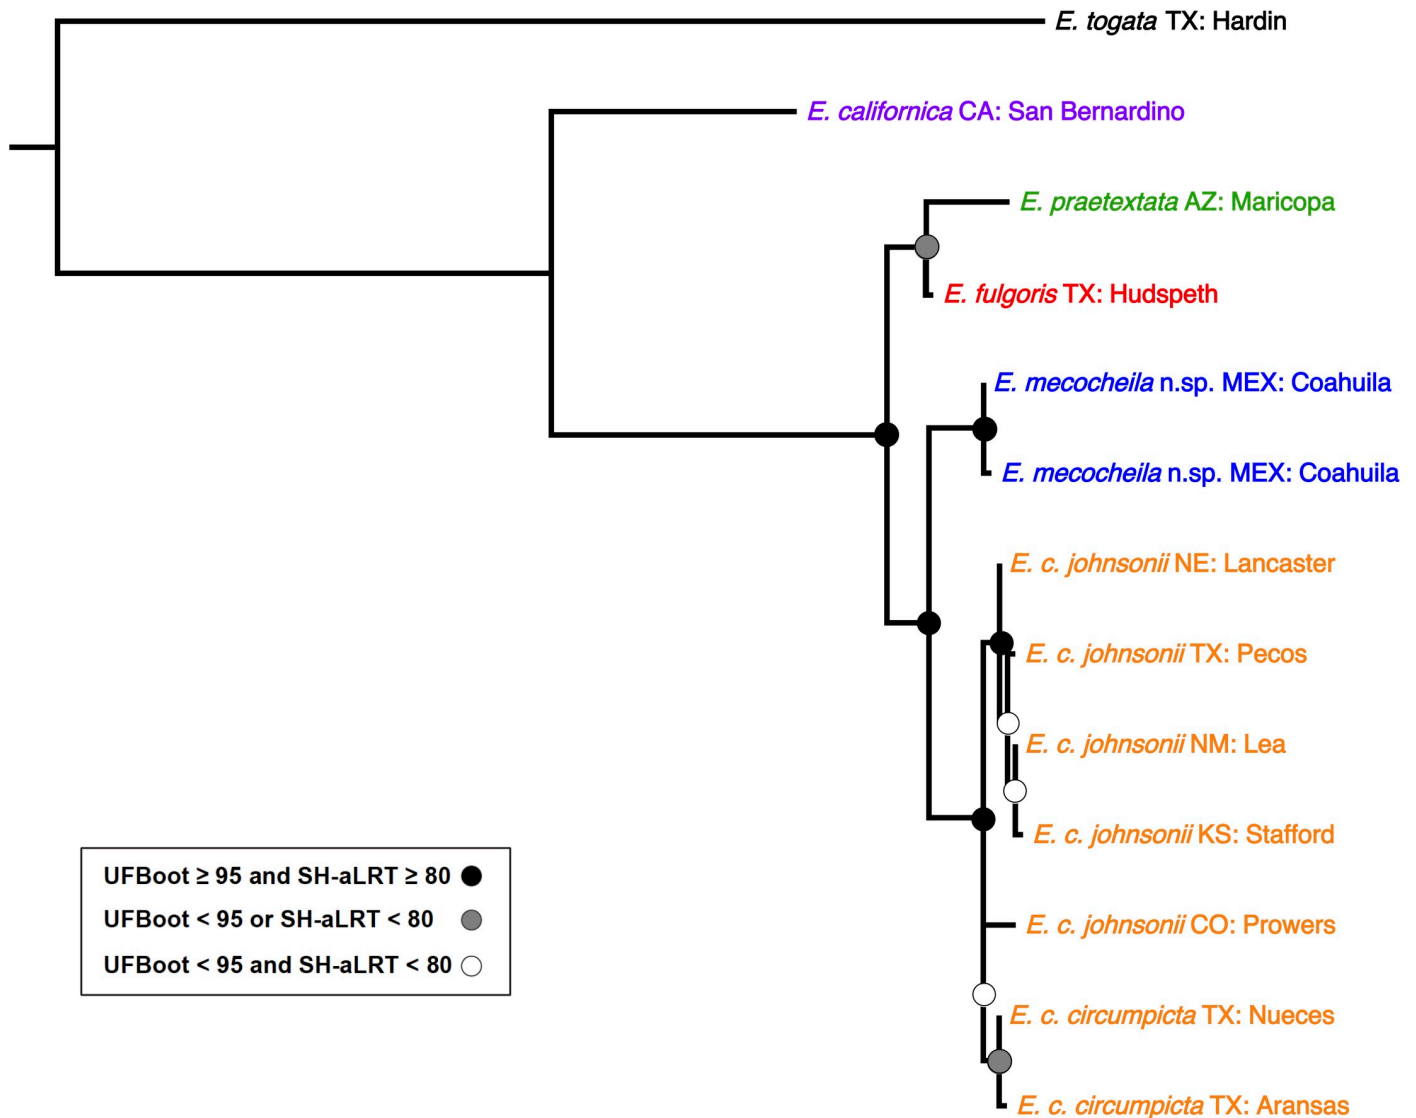 E. togata TX: Hardin
E. californica CA: San Bernardino
E. praetextata AZ: Maricopa
E. fulgoris TX: Hudspeth
E. mecocheila n.sp. MEX: Coahuila
E. mecocheila n.sp. MEX: Coahuila
E. c. johnsonii NE: Lancaster
E. c. johnsonii TX: Pecos
E. c. johnsonii NM: Lea
E. c. johnsonii KS: Stafford
E. c. johnsonii CO: Prowers
E. c. circumpicta TX: Nueces
E. c. circumpicta TX: Aransas
UFBoot ≥ 95 and SH-aLRT ≥ 80
UFBoot < 95 or SH-aLRT < 80
UFBoot < 95 and SH-aLRT < 80